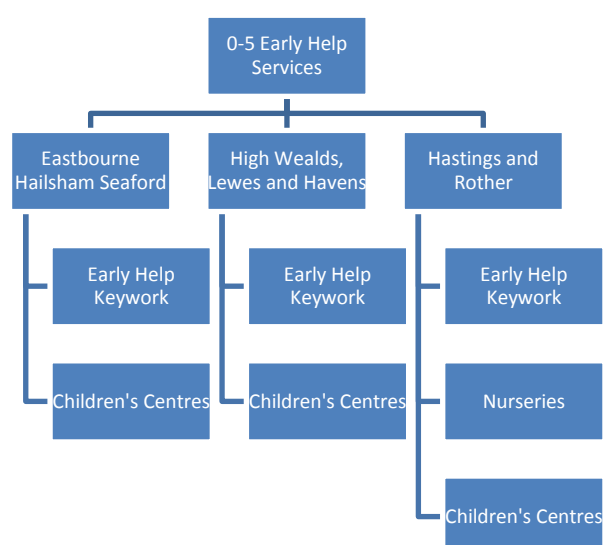 0-5 Early Help
Services
Eastbourne
Hailsham Seaford
High Wealds,
Lewes and Havens
Hastings and
Rother
Early Help
Keywork
Early Help
Keywork
Early Help
Keywork
Children's Centres
Children's Centres
Nurseries
Children's Centres